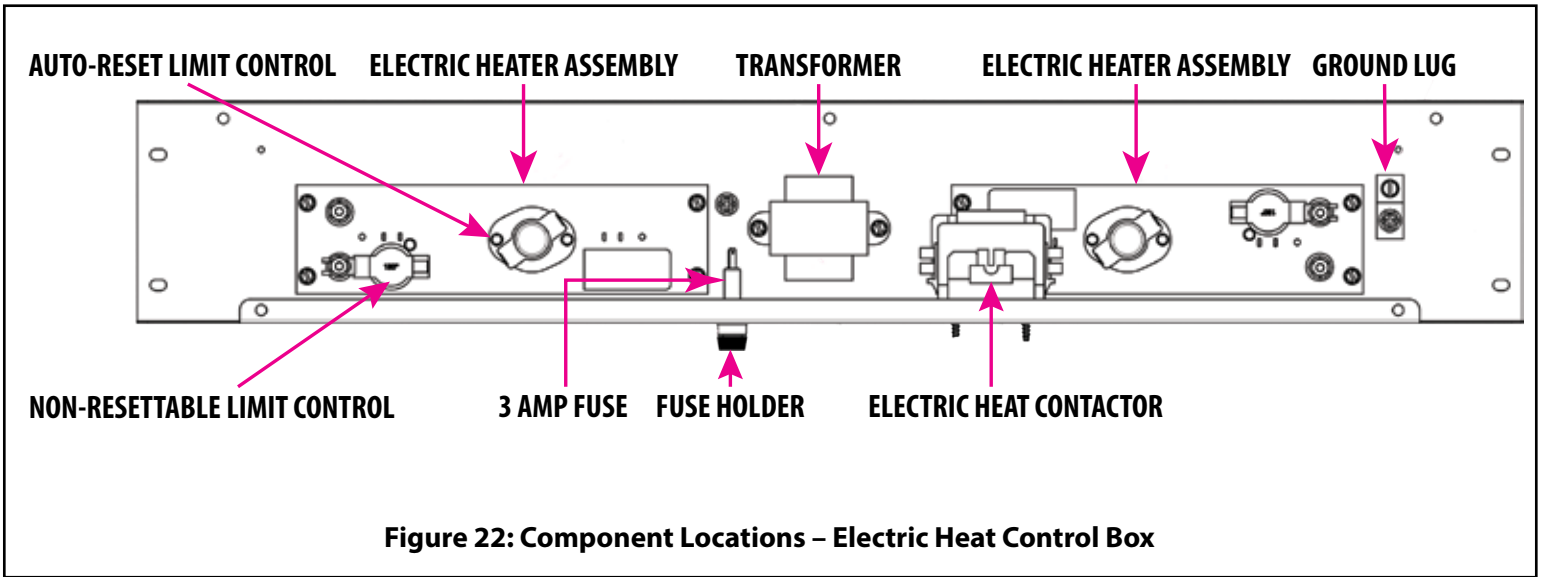 AUTO-RESET LIMIT CONTROL ELECTRIC HEATER ASSEMBLY TRANSFORMER ELECTRIC HEATER ASSEMBLY GROUND LUG
NON-RESETTABLE LIMIT CONTROL 3 AMP FUSE FUSE HOLDER ELECTRIC HEAT CONTACTOR
Figure 22: Component Locations – Electric Heat Control Box